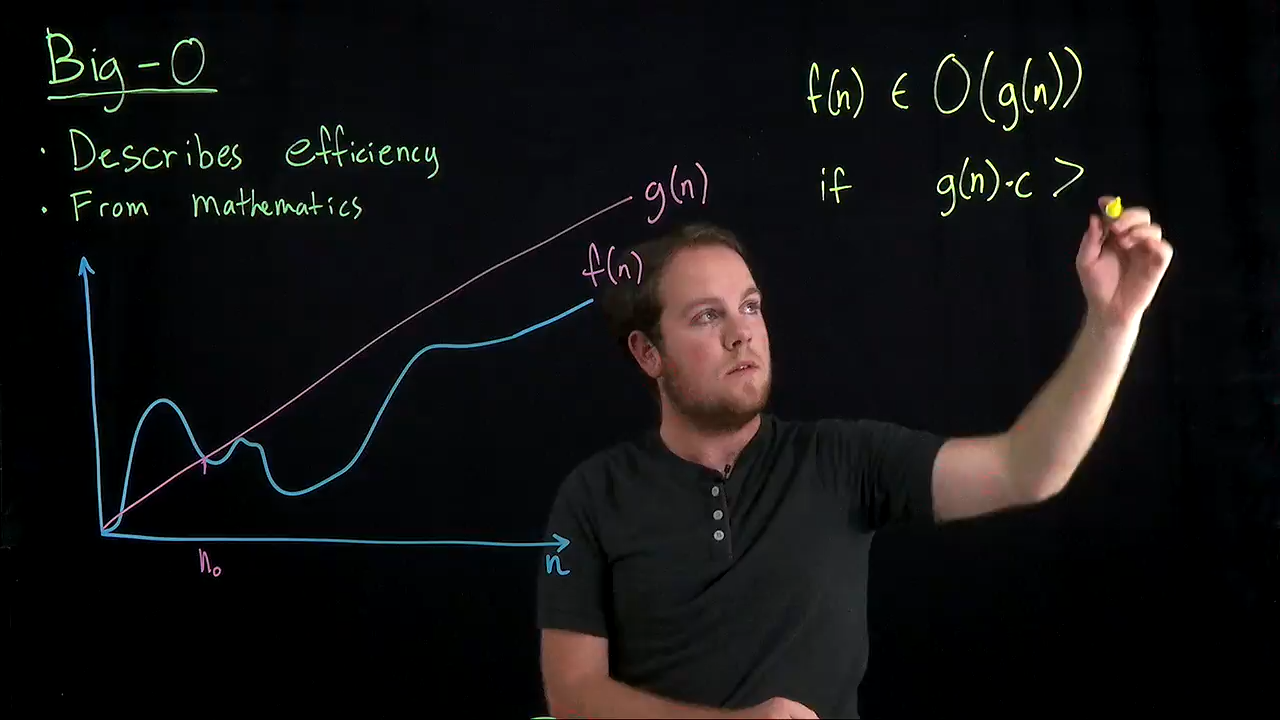 Big-O
· Describes efficiency
· From mathematics
g(n)
f(n)
n₀
n
f(n) ∈ O(g(n))
if g(n)·c >